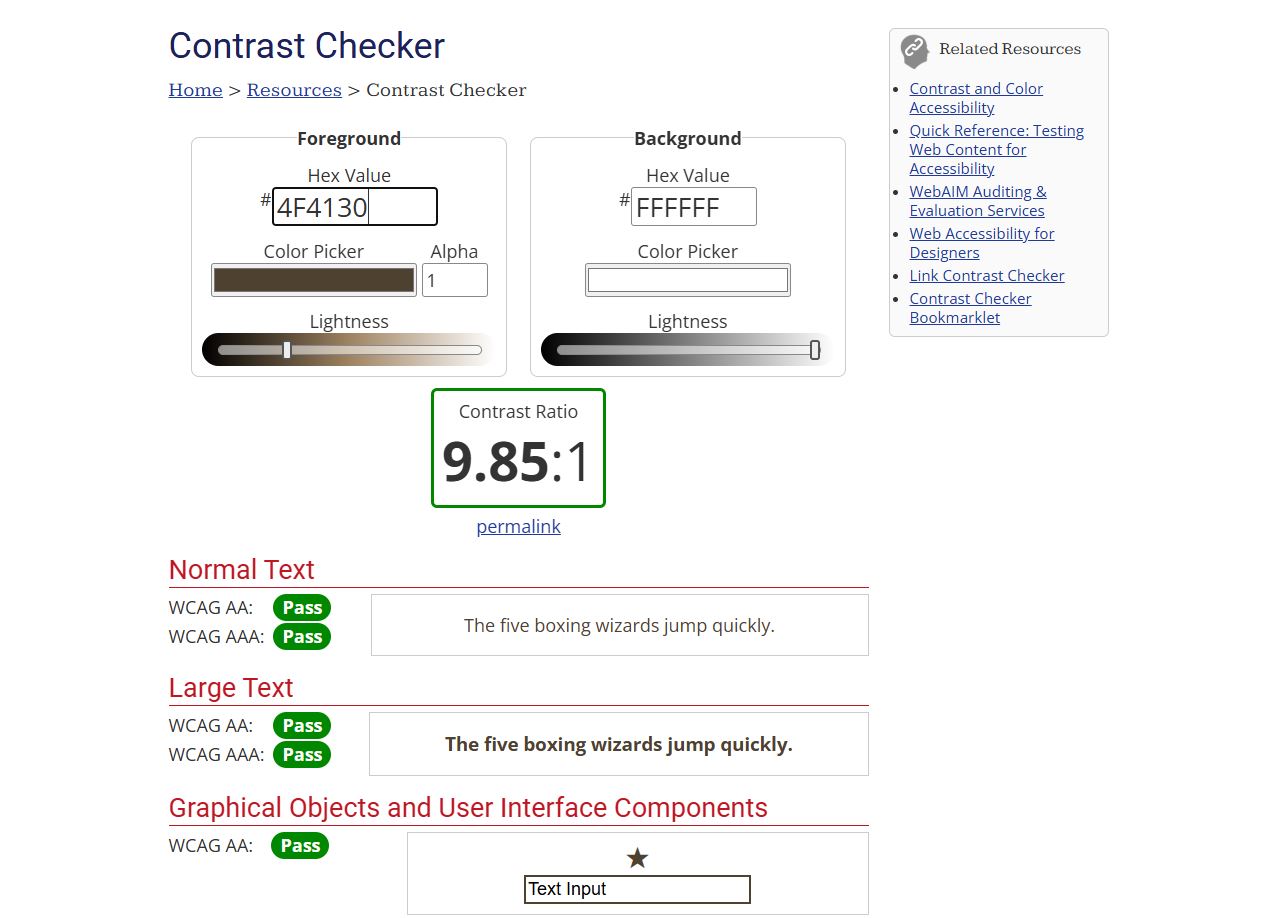 Contrast Checker
Home > Resources > Contrast Checker
Foreground
Hex Value
#4F4130
Color Picker
Alpha
1
Lightness
Background
Hex Value
#FFFFFF
Color Picker
Lightness
Contrast Ratio
9.85:1
permalink
Normal Text
WCAG AA: Pass
WCAG AAA: Pass
The five boxing wizards jump quickly.
Large Text
WCAG AA: Pass
WCAG AAA: Pass
The five boxing wizards jump quickly.
Graphical Objects and User Interface Components
WCAG AA: Pass
Text Input
Related Resources
Contrast and Color
Accessibility
Quick Reference: Testing
Web Content for
Accessibility
WebAIM Auditing &
Evaluation Services
Web Accessibility for
Designers
Link Contrast Checker
Contrast Checker
Bookmarklet